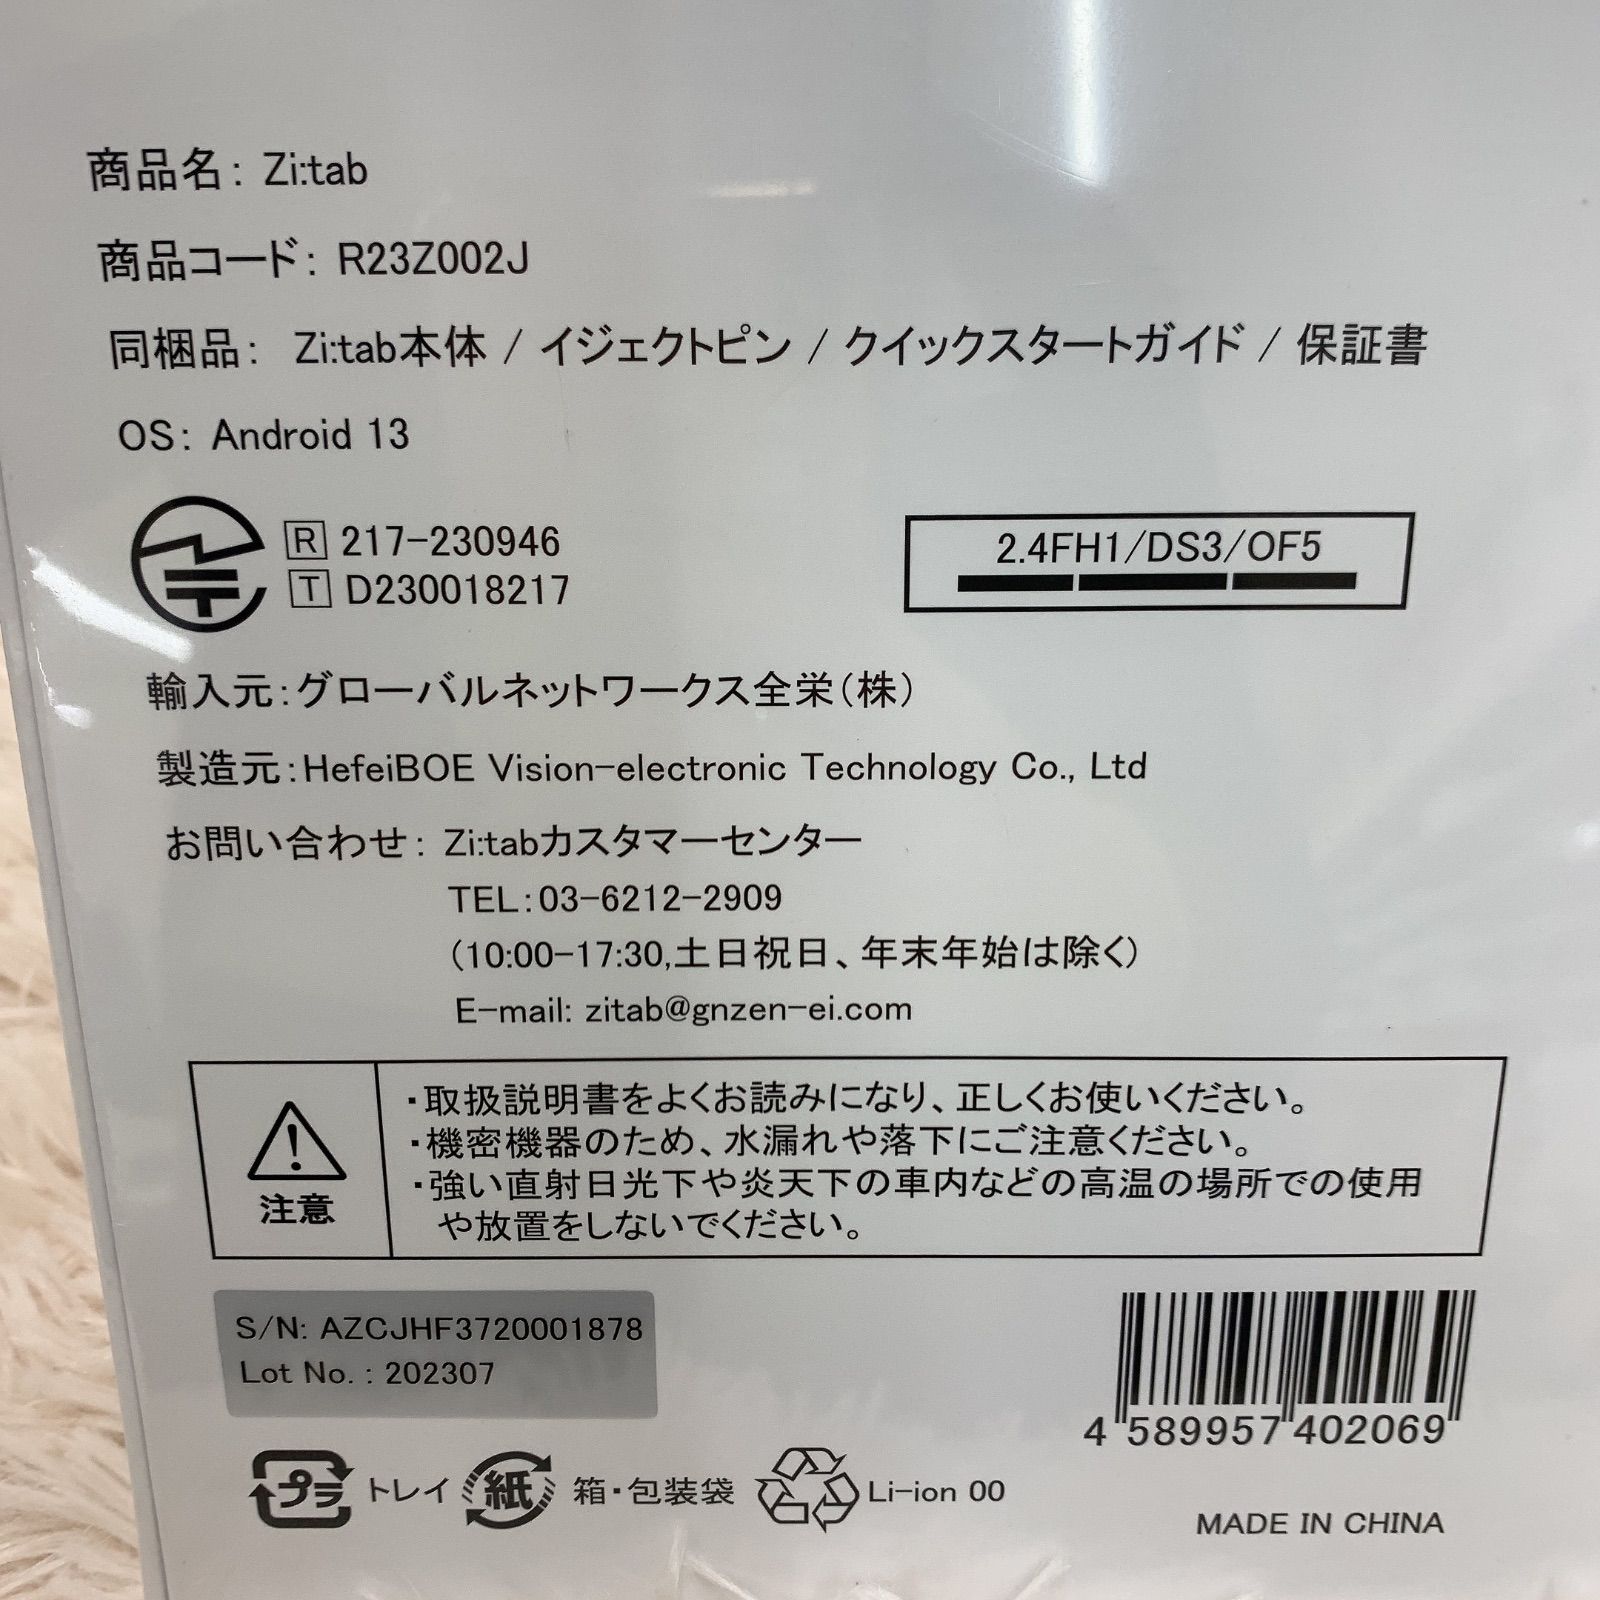 商品名: Zi:tab
商品コード: R23Z002J
同梱品: Zi:tab本体 / イジェクトピン / クイックスタートガイド / 保証書
OS: Android 13
R 217-230946
T D230018217
2.4FH1/DS3/OF5
輸入元:グローバルネットワークス全栄(株)
製造元:HefeiBOE Vision-electronic Technology Co., Ltd
お問い合わせ: Zi:tabカスタマーセンター
TEL:03-6212-2909
(10:00-17:30,土日祝日、年末年始は除く)
E-mail: zitab@gnzen-ei.com
注意
・取扱説明書をよくお読みになり、正しくお使いください。
・機密機器のため、水漏れや落下にご注意ください。
・強い直射日光下や炎天下の車内などの高温の場所での使用
や放置をしないでください。
S/N: AZCJHF3720001878
Lot No. : 202307
4 589957 402069
プラ トレイ 紙 箱・包装袋 Li-ion 00
MADE IN CHINA